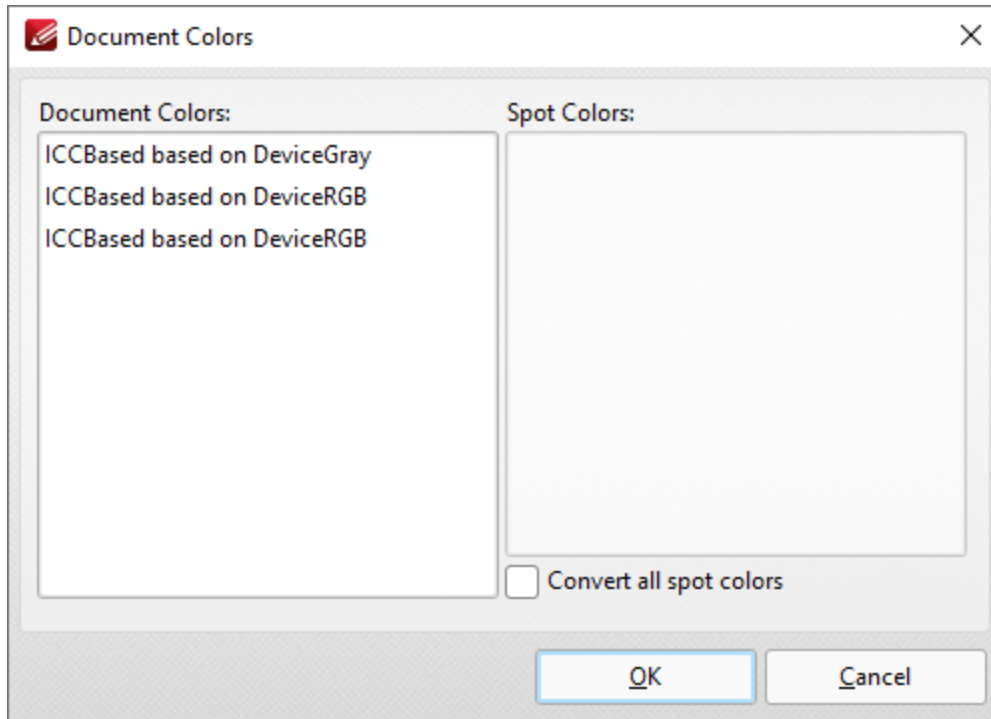 Document Colors
Document Colors:
ICCBased based on DeviceGray
ICCBased based on DeviceRGB
ICCBased based on DeviceRGB
Spot Colors:
Convert all spot colors
OK
Cancel